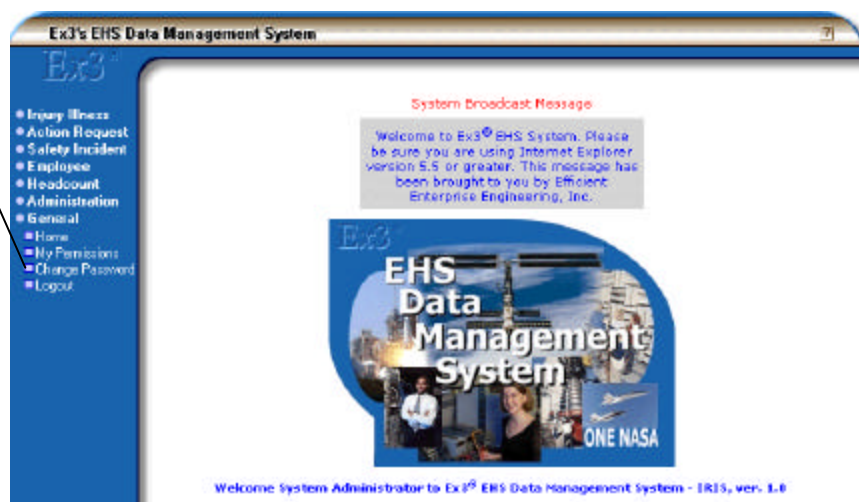 Ex3's EHS Data Management System
?
Ex3
Injury Illness
Action Request
Safety Incident
Employee
Headcount
Administration
General
Home
My Permissions
Change Password
Logout
System Broadcast Message
Welcome to Ex3® EHS System. Please
be sure you are using Internet Explorer
version 5.5 or greater. This message has
been brought to you by Efficient
Enterprise Engineering, Inc.
Ex3
EHS
Data
Management
System
ONE NASA
Welcome System Administrator to Ex3® EHS Data Management System - IRIS, ver. 1.0